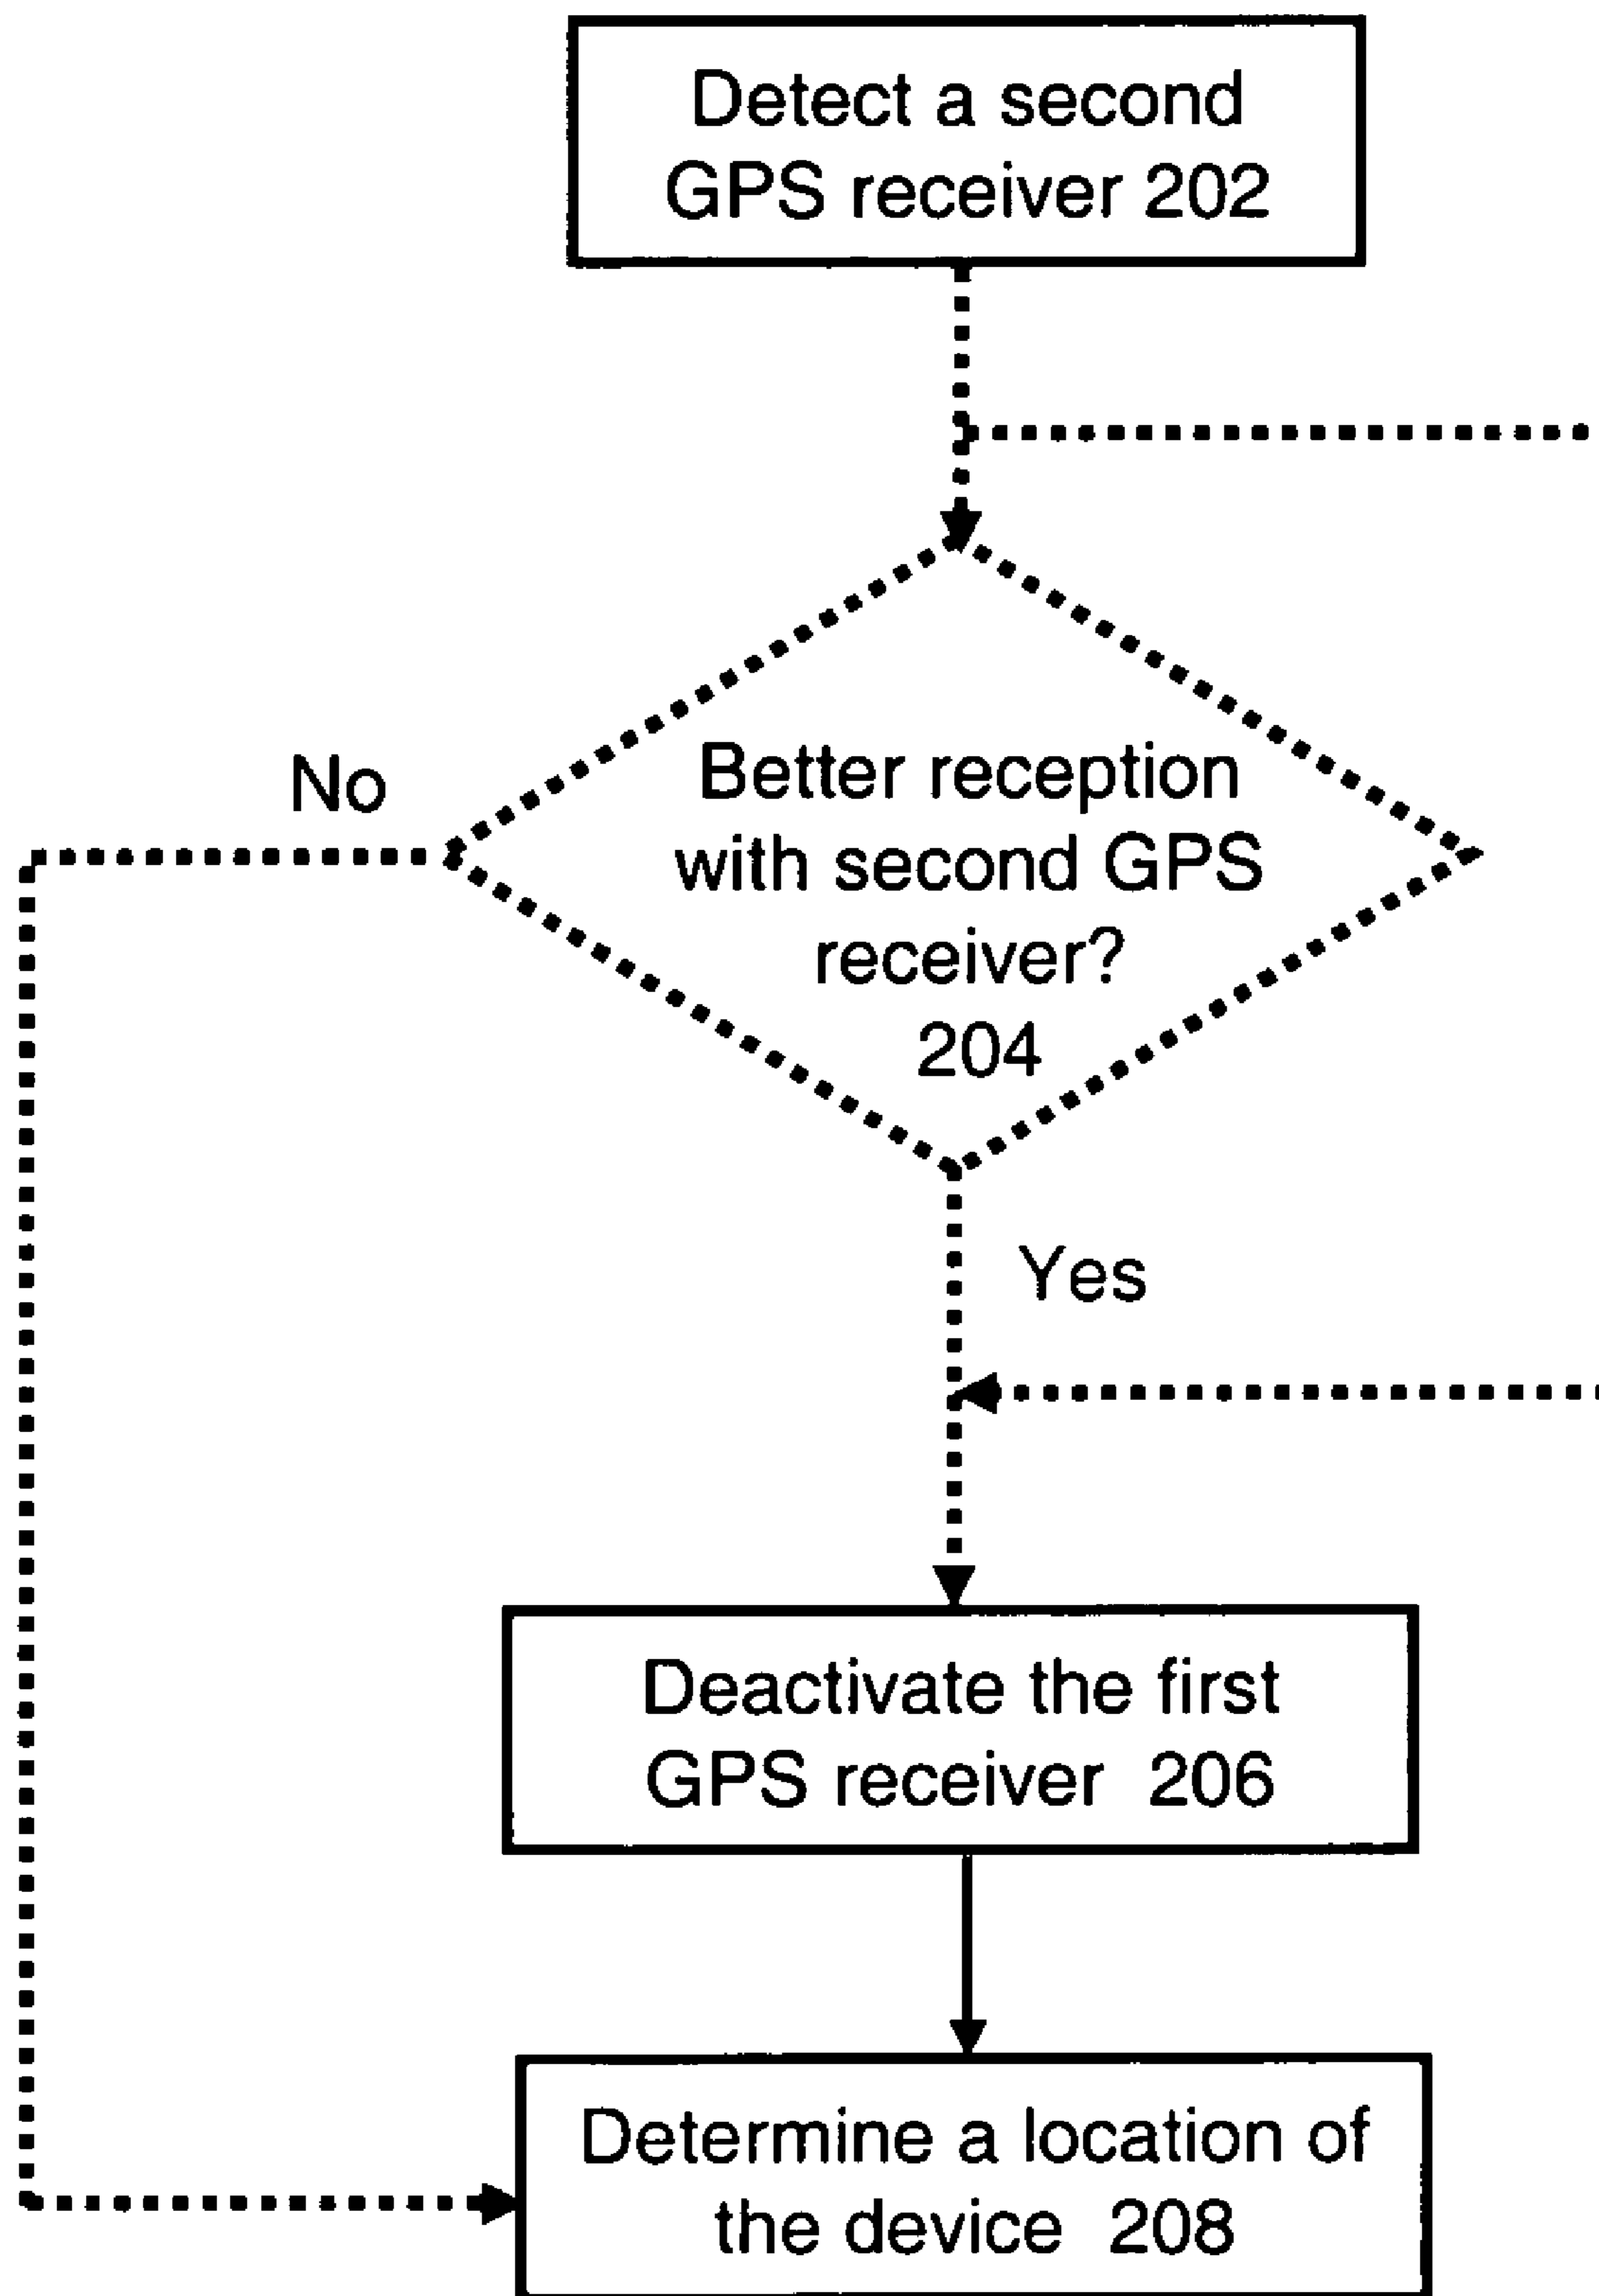 Detect a second
GPS receiver 202
No
Better reception
with second GPS
receiver?
204
Yes
Deactivate the first
GPS receiver 206
Determine a location of
the device 208